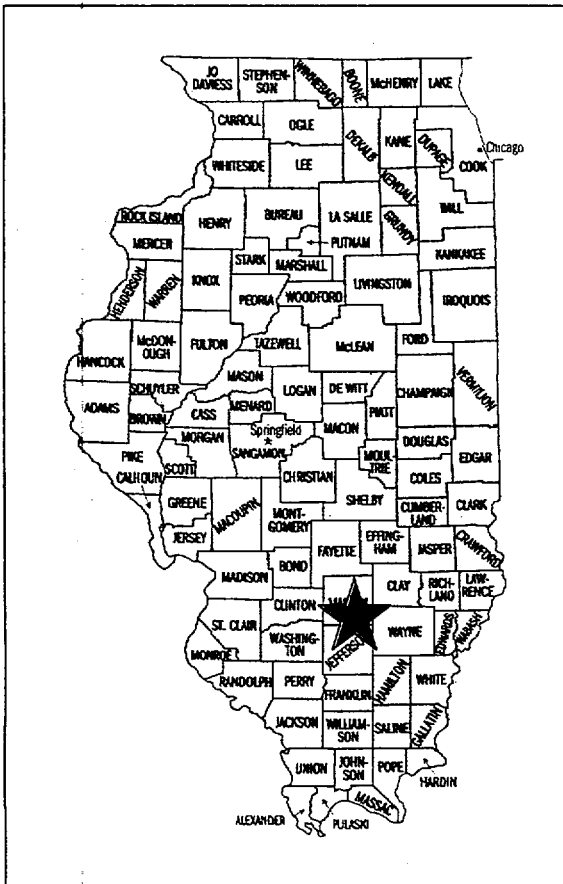 JO DAVIESS
STEPHEN-SON
WINNEBAGO
BOONE
McHENRY
LAKE
CARROLL
OGLE
DEKALB
KANE
DUPAGE
COOK
Chicago
WHITESIDE
LEE
KENDALL
WILL
ROCK ISLAND
HENRY
BUREAU
LA SALLE
GRUNDY
MERCER
PUTNAM
KANKAKEE
STARK
MARSHALL
HENDERSON
WARREN
KNOX
PEORIA
WOODFORD
LIVINGSTON
IROQUOIS
HANCOCK
McDON-OUGH
FULTON
TAZEWELL
McLEAN
FORD
VERMILION
SCHUYLER
MASON
LOGAN
DE WITT
CHAMPAIGN
ADAMS
BROWN
CASS
MENARD
PIATT
Springfield
MACON
DOUGLAS
MORGAN
SANGAMON
MOUL-TRIE
EDGAR
PIKE
SCOTT
CHRISTIAN
COLES
CALHOUN
GREENE
MACOUPIN
MONT-GOMERY
SHELBY
CUMBER-LAND
CLARK
JERSEY
FAYETTE
EFFING-HAM
JASPER
CRAWFORD
MADISON
BOND
CLAY
RICH-LAND
LAW-RENCE
CLINTON
ST. CLAIR
WASHING-TON
WAYNE
EDWARDS
WABASH
MONROE
RANDOLPH
PERRY
HAMILTON
WHITE
FRANKLIN
JACKSON
WILLIAM-SON
SALINE
GALLATIN
UNION
JOHN-SON
POPE
HARDIN
MASSAC
ALEXANDER
PULASKI